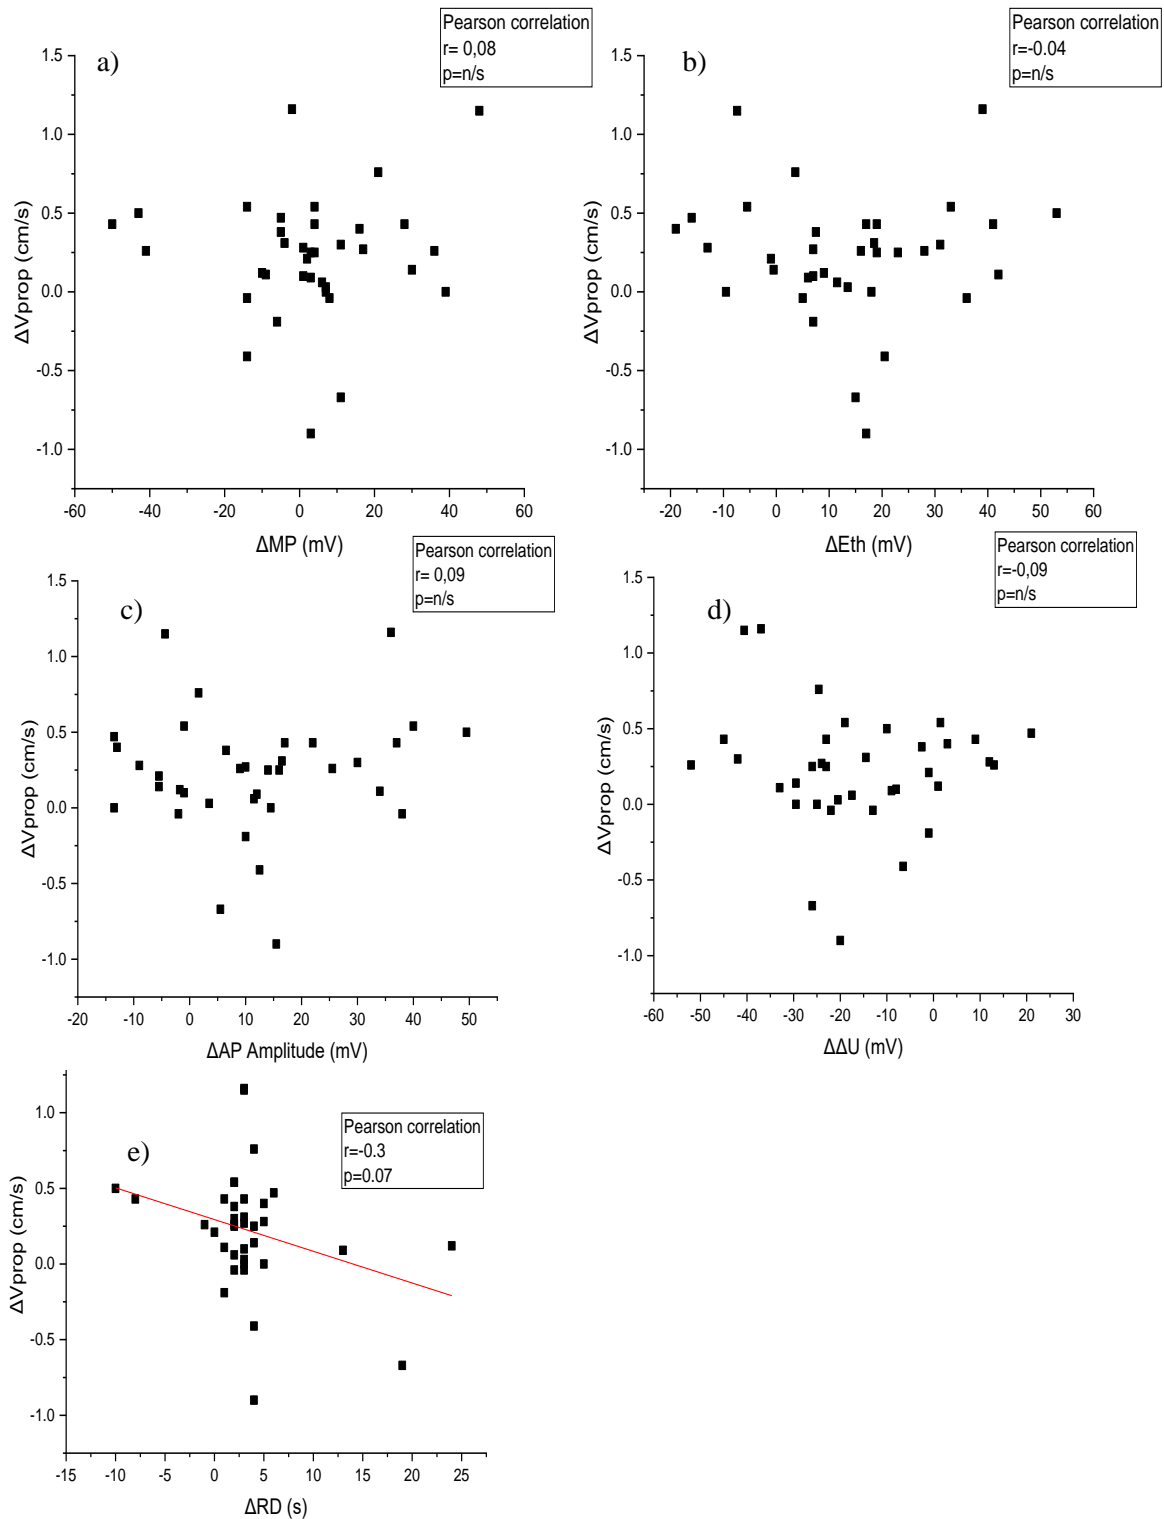 Pearson correlation
r= 0,08
p=n/s
a)
1.5
1.0
0.5
0.0
-0.5
-1.0
ΔVprop (cm/s)
-60 -40 -20 0 20 40 60
ΔMP (mV)
Pearson correlation
r=-0.04
p=n/s
b)
1.5
1.0
0.5
0.0
-0.5
-1.0
ΔVprop (cm/s)
-20 -10 0 10 20 30 40 50 60
ΔEth (mV)
Pearson correlation
r= 0,09
p=n/s
c)
1.5
1.0
0.5
0.0
-0.5
-1.0
ΔVprop (cm/s)
-20 -10 0 10 20 30 40 50
ΔAP Amplitude (mV)
Pearson correlation
r=-0,09
p=n/s
d)
1.5
1.0
0.5
0.0
-0.5
-1.0
ΔVprop (cm/s)
-60 -50 -40 -30 -20 -10 0 10 20 30
ΔΔU (mV)
Pearson correlation
r=-0.3
p=0.07
e)
1.0
0.5
0.0
-0.5
-1.0
ΔVprop (cm/s)
-15 -10 -5 0 5 10 15 20 25
ΔRD (s)